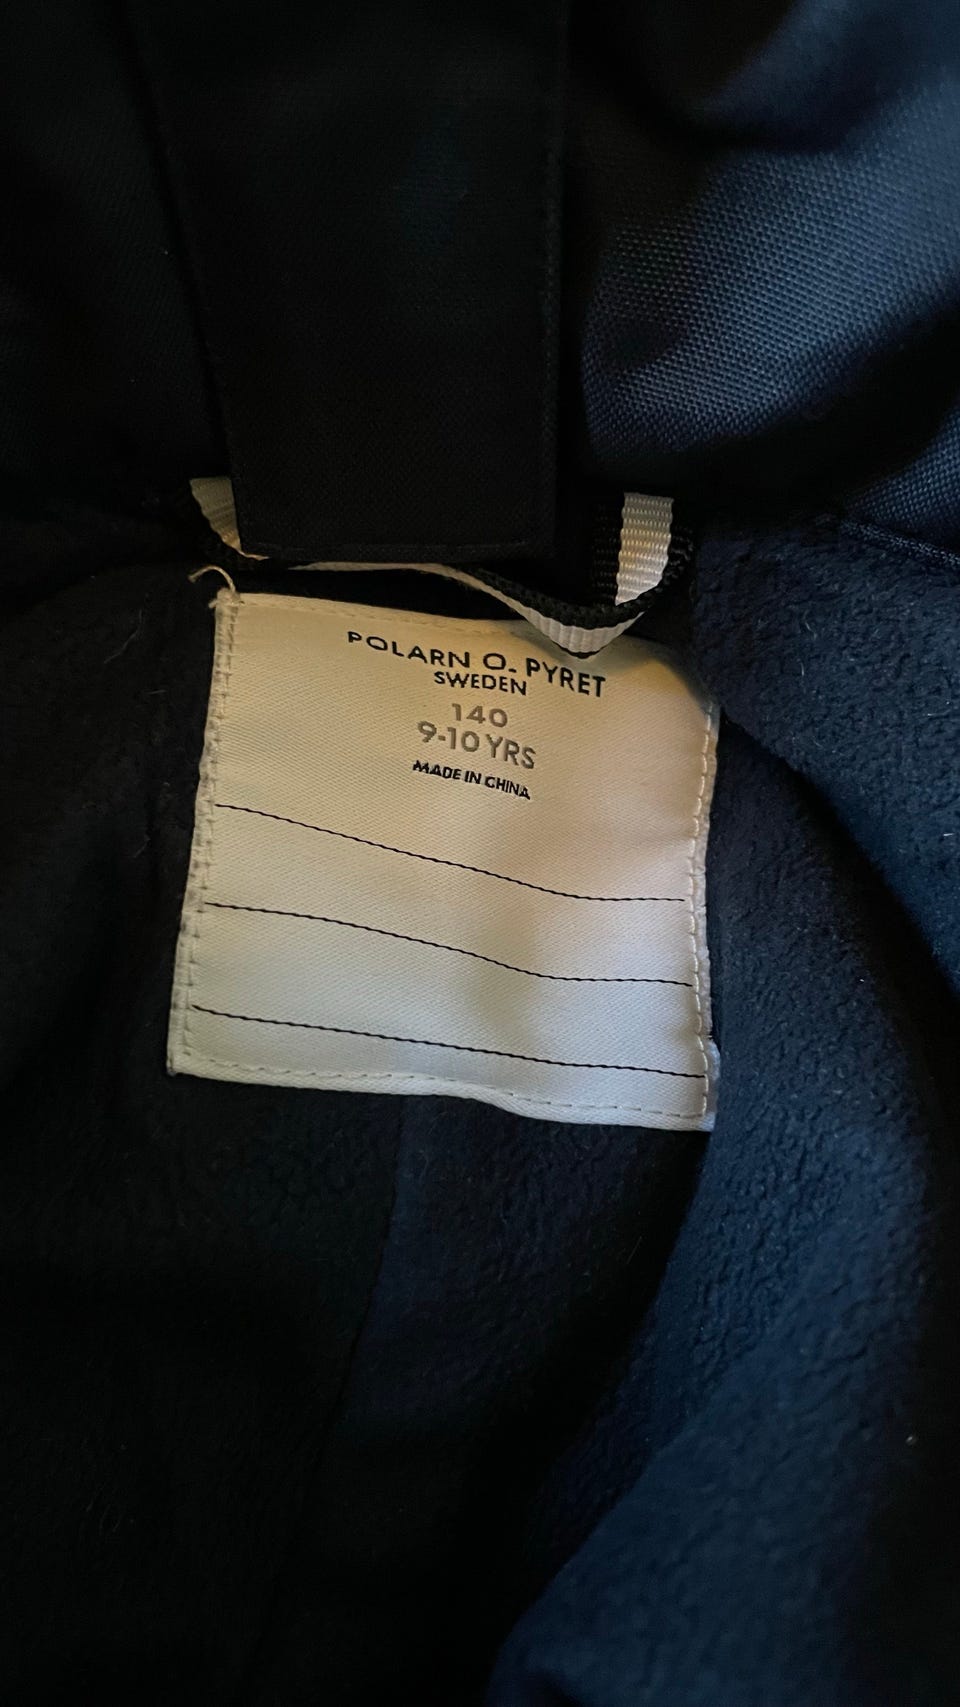 POLARN O. PYRET
SWEDEN
140
9-10 YRS
MADE IN CHINA